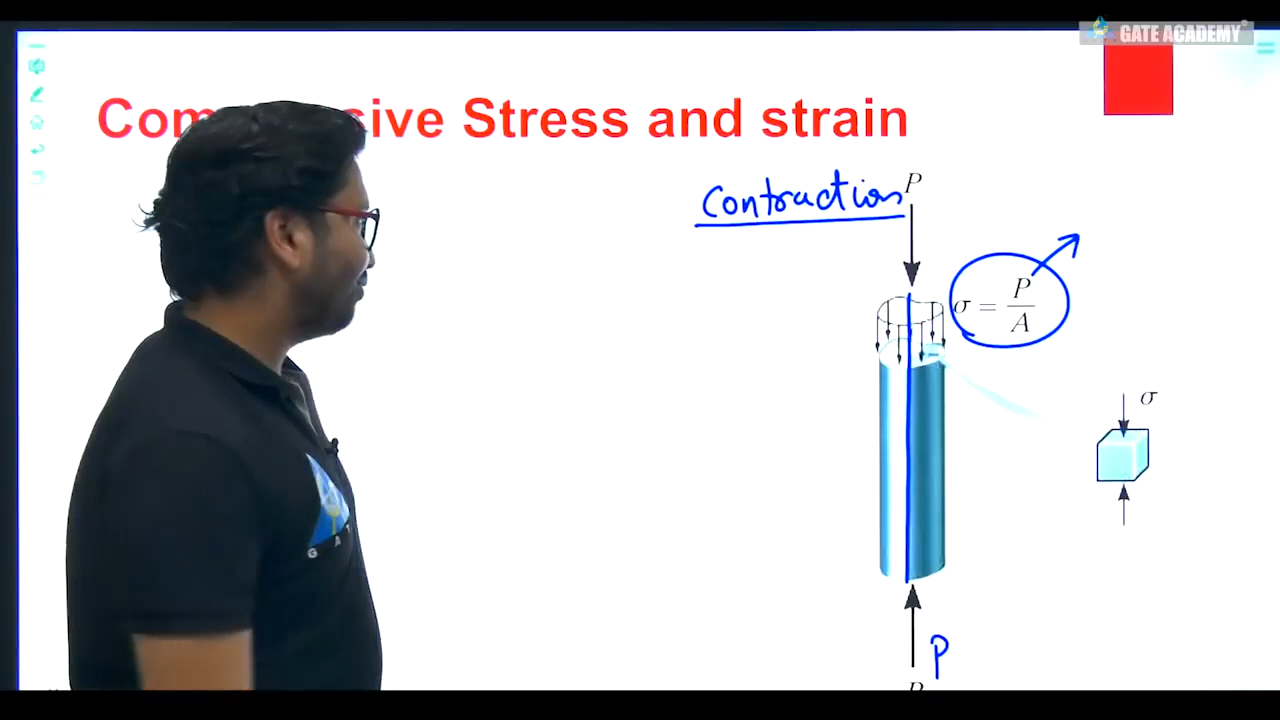 GATE ACADEMY
Com sive Stress and strain
Contraction P
σ = P/A
σ
G A
P
P